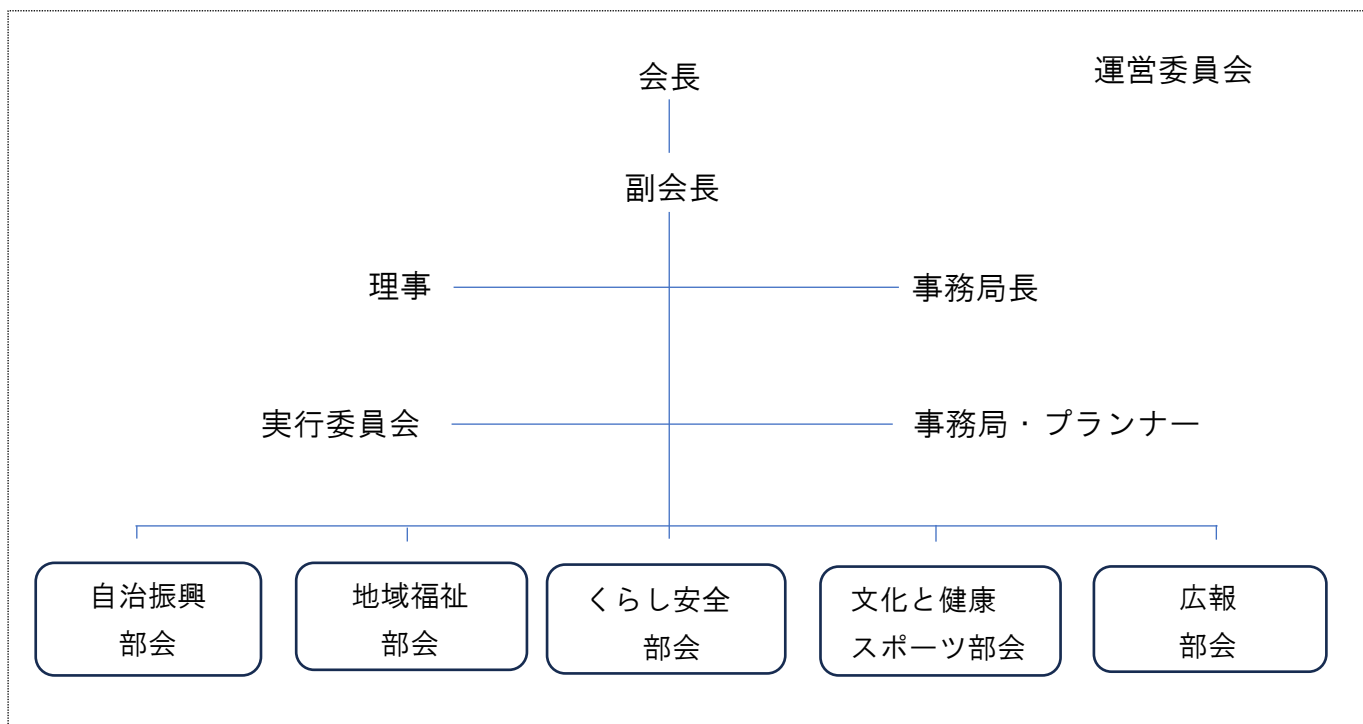 会長
運営委員会
副会長
理事
事務局長
実行委員会
事務局・プランナー
自治振興
部会
地域福祉
部会
くらし安全
部会
文化と健康
スポーツ部会
広報
部会